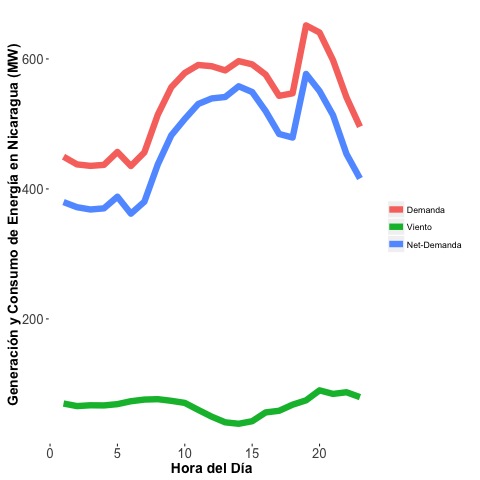 Generación y Consumo de Energía en Nicaragua (MW)
600
400
200
0 5 10 15 20
Hora del Día
Demanda
Viento
Net-Demanda